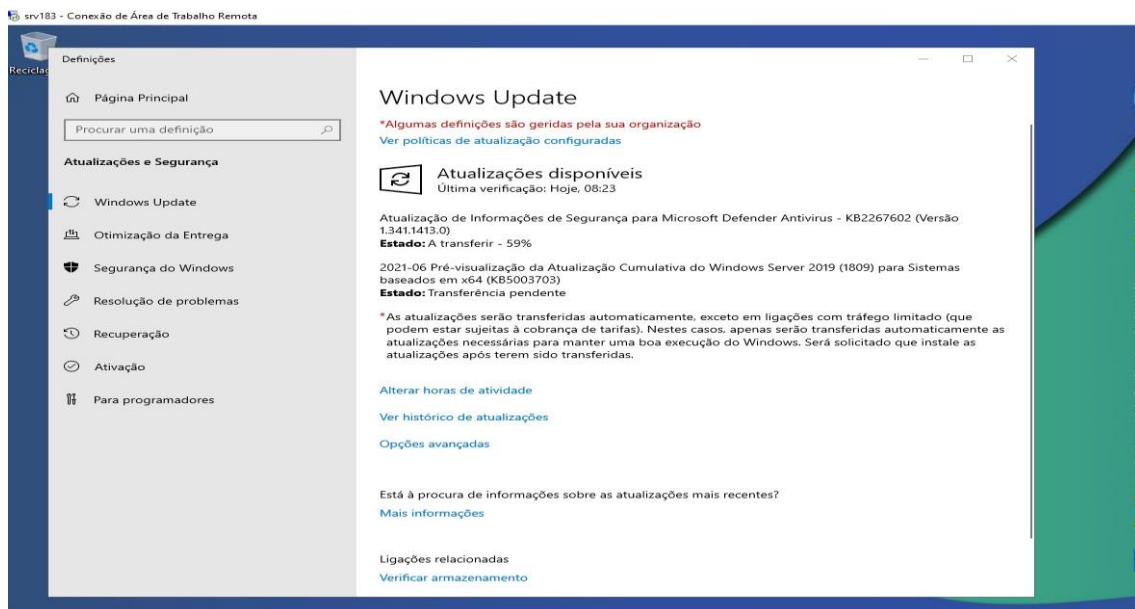 srv183 - Conexão de Área de Trabalho Remota
Definições
Página Principal
Procurar uma definição
Atualizações e Segurança
Windows Update
Otimização da Entrega
Segurança do Windows
Resolução de problemas
Recuperação
Ativação
Para programadores
Windows Update
*Algumas definições são geridas pela sua organização
Ver políticas de atualização configuradas
Atualizações disponíveis
Última verificação: Hoje, 08:23
Atualização de Informações de Segurança para Microsoft Defender Antivirus - KB2267602 (Versão
1.341.1413.0)
Estado: A transferir - 59%
2021-06 Pré-visualização da Atualização Cumulativa do Windows Server 2019 (1809) para Sistemas
baseados em x64 (KB5003703)
Estado: Transferência pendente
*As atualizações serão transferidas automaticamente, exceto em ligações com tráfego limitado (que
podem estar sujeitas à cobrança de tarifas). Nestes casos, apenas serão transferidas automaticamente as
atualizações necessárias para manter uma boa execução do Windows. Será solicitado que instale as
atualizações após terem sido transferidas.
Alterar horas de atividade
Ver histórico de atualizações
Opções avançadas
Está à procura de informações sobre as atualizações mais recentes?
Mais informações
Ligações relacionadas
Verificar armazenamento